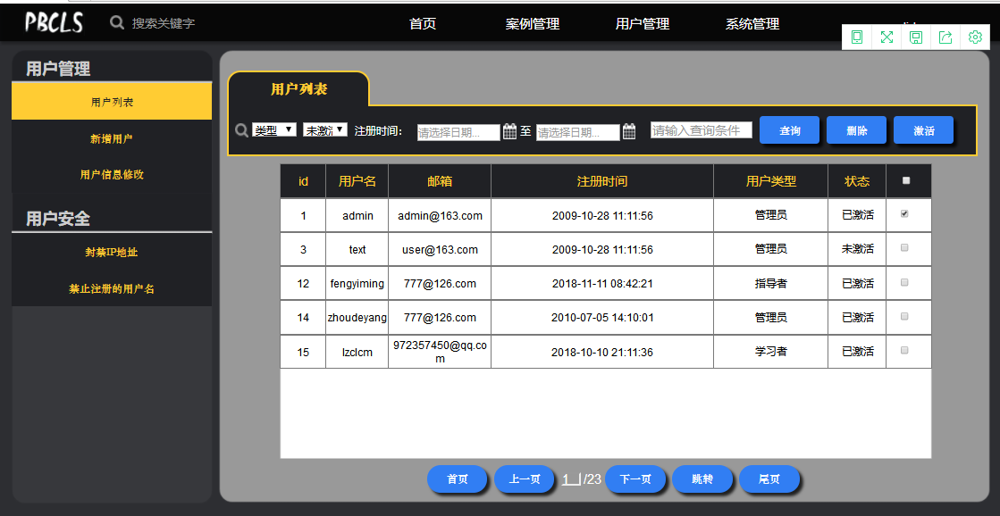 PBCLS 搜索关键字 首页 案例管理 用户管理 系统管理
用户管理
用户列表
新增用户
用户信息修改
用户安全
封禁IP地址
禁止注册的用户名
用户列表
类型 未激活 注册时间： 请选择日期... 至 请选择日期... 请输入查询条件 查询 删除 激活
id 用户名 邮箱 注册时间 用户类型 状态
1 admin admin@163.com 2009-10-28 11:11:56 管理员 已激活
3 text user@163.com 2009-10-28 11:11:56 管理员 未激活
12 fengyiming 777@126.com 2018-11-11 08:42:21 指导者 已激活
14 zhoudeyang 777@126.com 2010-07-05 14:10:01 管理员 已激活
15 lzclcm 972357450@qq.co
m 2018-10-10 21:11:36 学习者 已激活
首页 上一页 1 /23 下一页 跳转 尾页